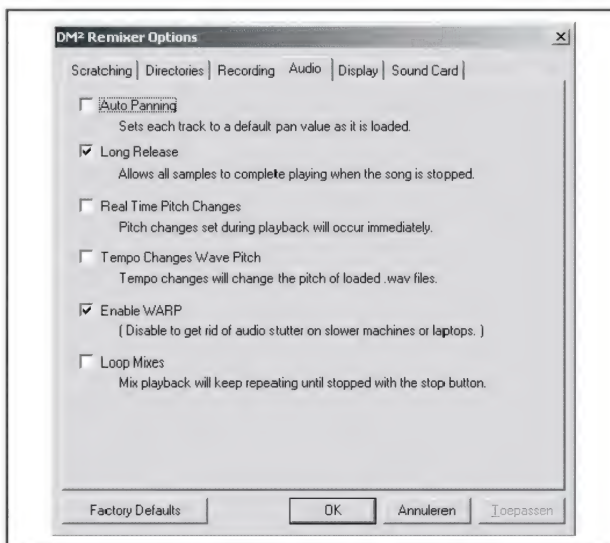 DM² Remixer Options
Scratching Directories Recording Audio Display Sound Card
Auto Panning
Sets each track to a default pan value as it is loaded.
Long Release
Allows all samples to complete playing when the song is stopped.
Real Time Pitch Changes
Pitch changes set during playback will occur immediately.
Tempo Changes Wave Pitch
Tempo changes will change the pitch of loaded .wav files.
Enable WARP
( Disable to get rid of audio stutter on slower machines or laptops. )
Loop Mixes
Mix playback will keep repeating until stopped with the stop button.
Factory Defaults OK Annuleren Toepassen